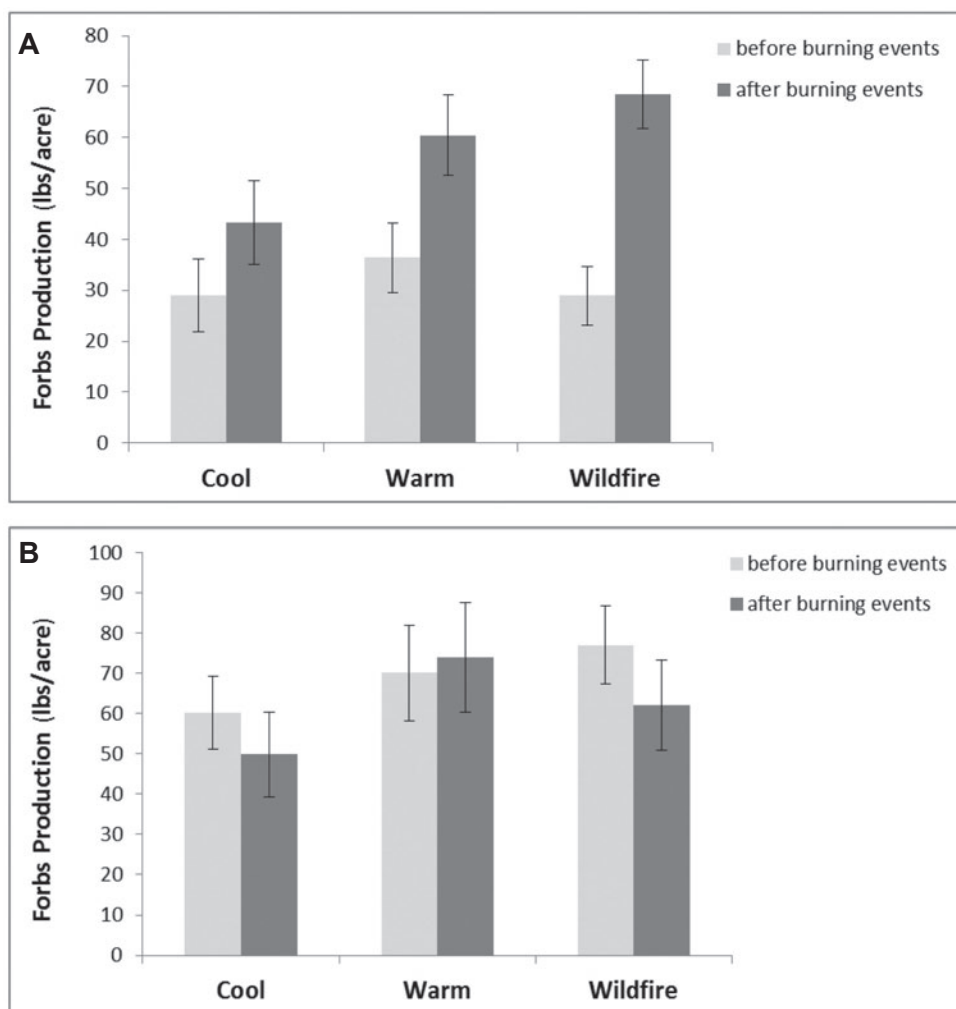 A
80
70
60
50
40
30
20
10
0
Forbs Production (lbs/acre)
before burning events
after burning events
Cool Warm Wildfire
B
100
90
80
70
60
50
40
30
20
10
0
Forbs Production (lbs/acre)
before burning events
after burning events
Cool Warm Wildfire